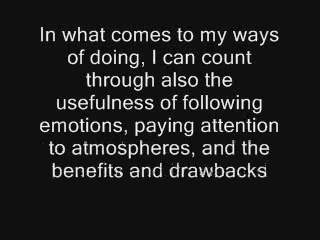 In what comes to my ways
of doing, I can count
through also the
usefulness of following
emotions, paying attention
to atmospheres, and the
benefits and drawbacks